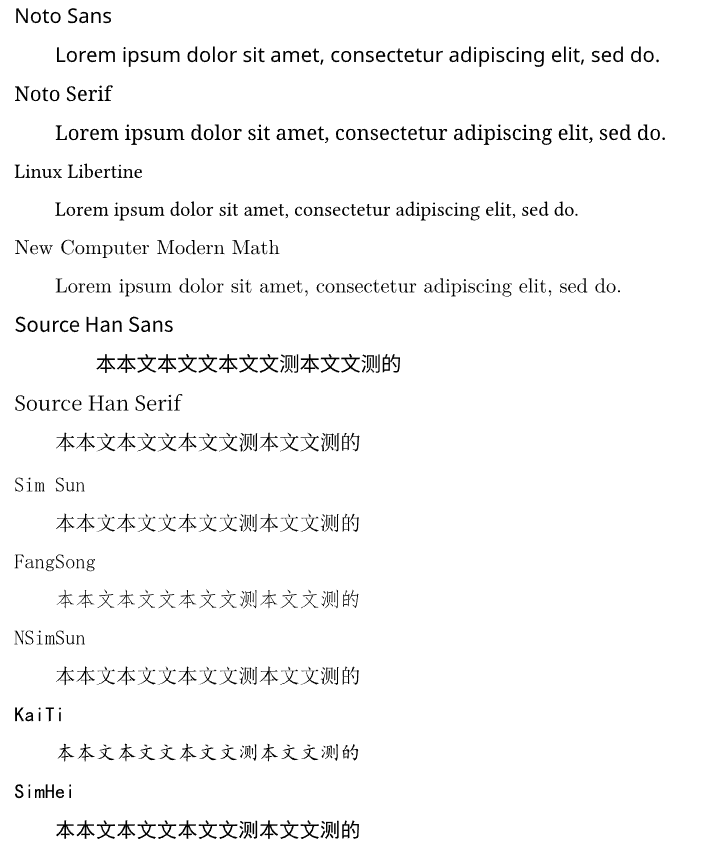 Noto Sans
Lorem ipsum dolor sit amet, consectetur adipiscing elit, sed do.
Noto Serif
Lorem ipsum dolor sit amet, consectetur adipiscing elit, sed do.
Linux Libertine
Lorem ipsum dolor sit amet, consectetur adipiscing elit, sed do.
New Computer Modern Math
Lorem ipsum dolor sit amet, consectetur adipiscing elit, sed do.
Source Han Sans
本本文本文文本文文测本文文测的
Source Han Serif
本本文本文文本文文测本文文测的
Sim Sun
本本文本文文本文文测本文文测的
FangSong
本本文本文文本文文测本文文测的
NSimSun
本本文本文文本文文测本文文测的
KaiTi
本本文本文文本文文测本文文测的
SimHei
本本文本文文本文文测本文文测的